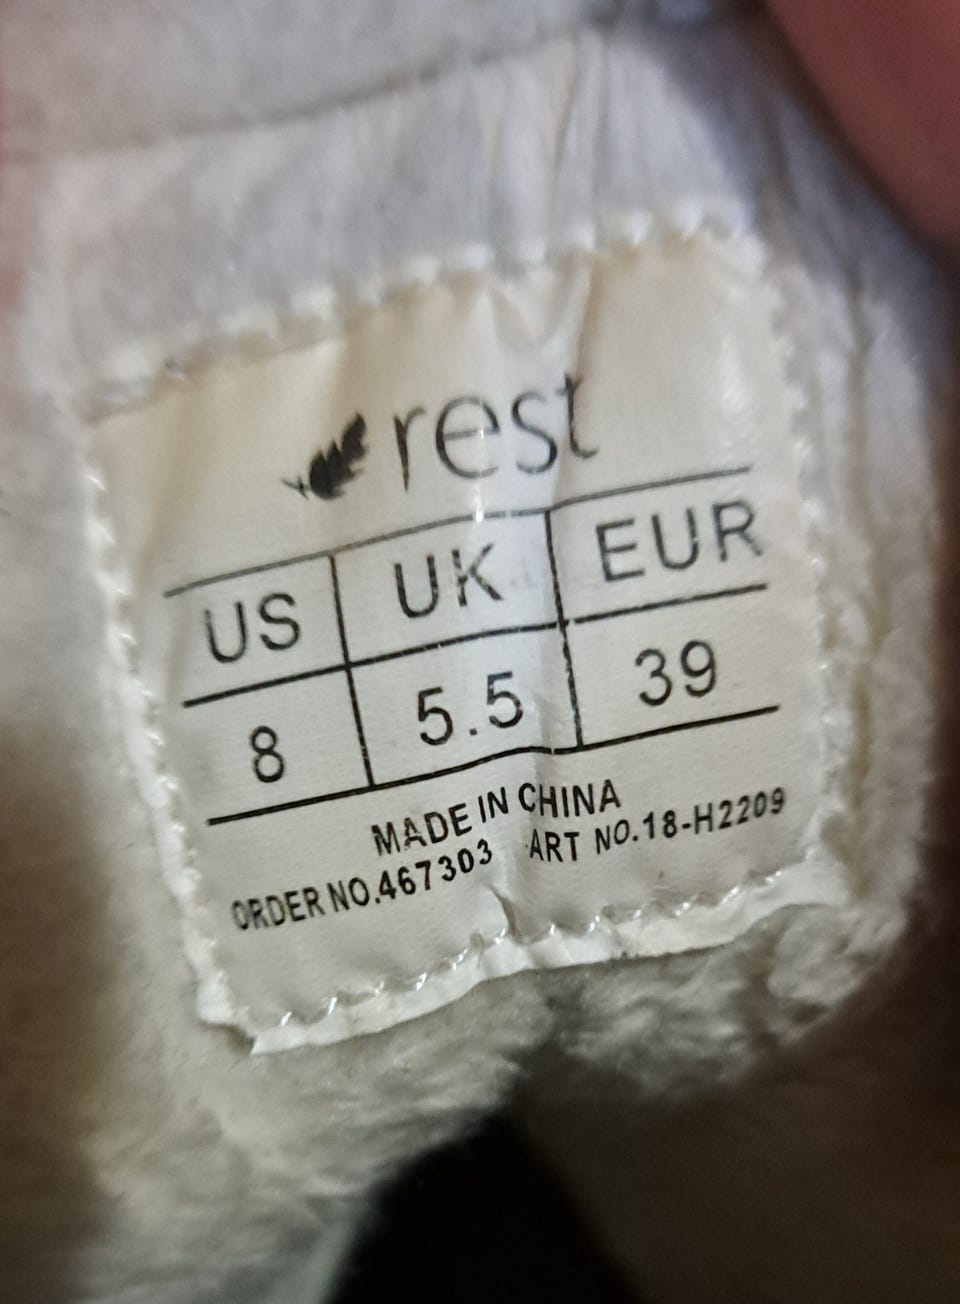 rest
US UK EUR
8 5.5 39
MADE IN CHINA
ORDER NO.467303 ART NO.18-H2209